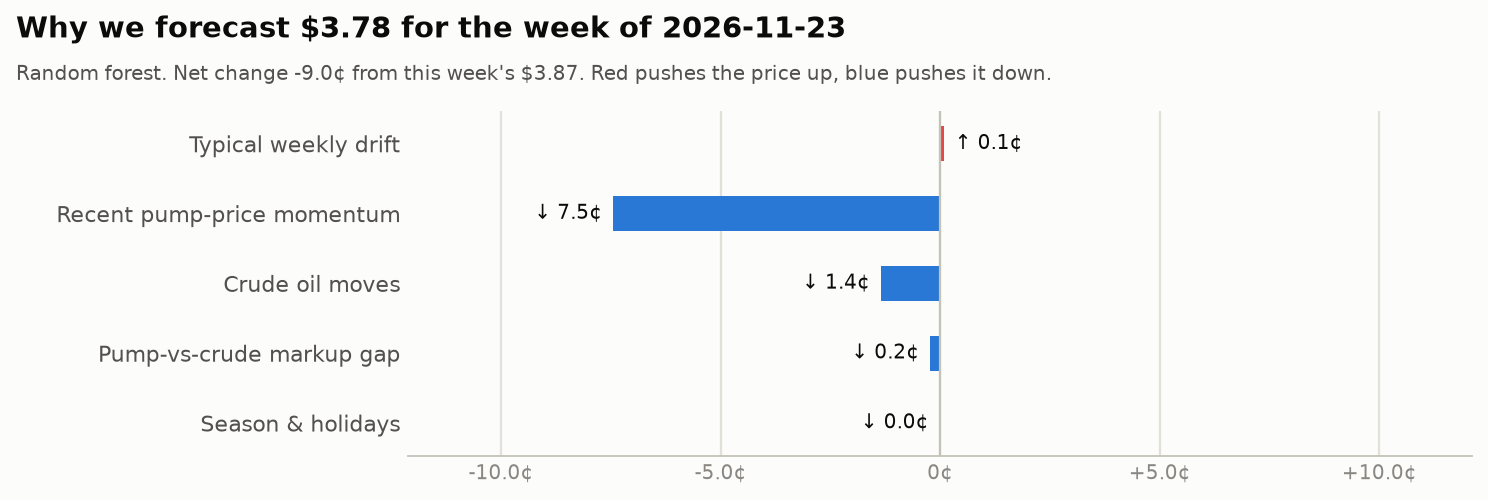 Why we forecast $3.78 for the week of 2026-11-23
Random forest. Net change -9.0¢ from this week's $3.87. Red pushes the price up, blue pushes it down.
Typical weekly drift
↑ 0.1¢
Recent pump-price momentum
↓ 7.5¢
Crude oil moves
↓ 1.4¢
Pump-vs-crude markup gap
↓ 0.2¢
Season & holidays
↓ 0.0¢
-10.0¢
-5.0¢
0¢
+5.0¢
+10.0¢